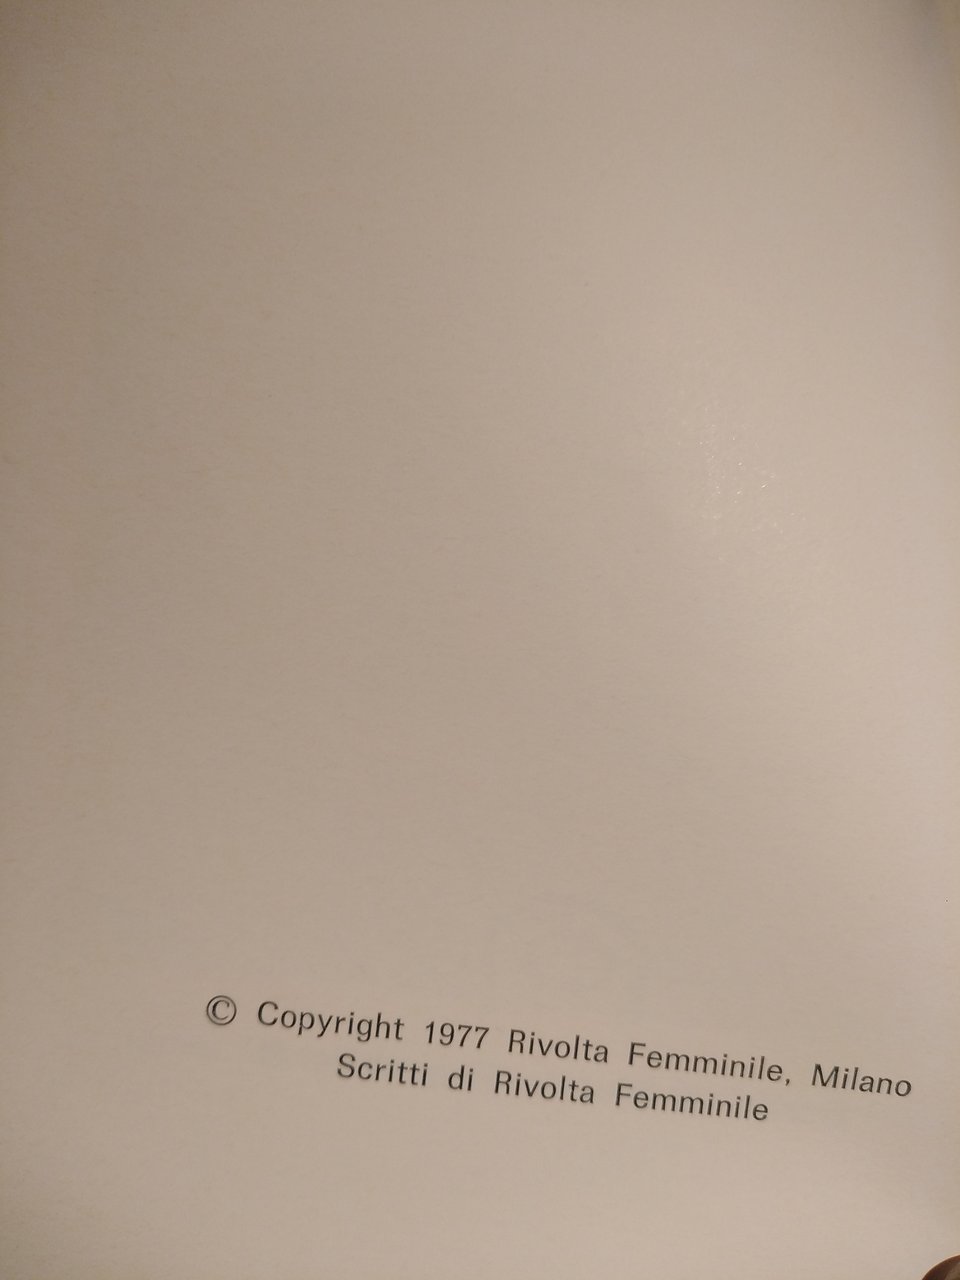 © Copyright 1977 Rivolta Femminile, Milano
Scritti di Rivolta Femminile